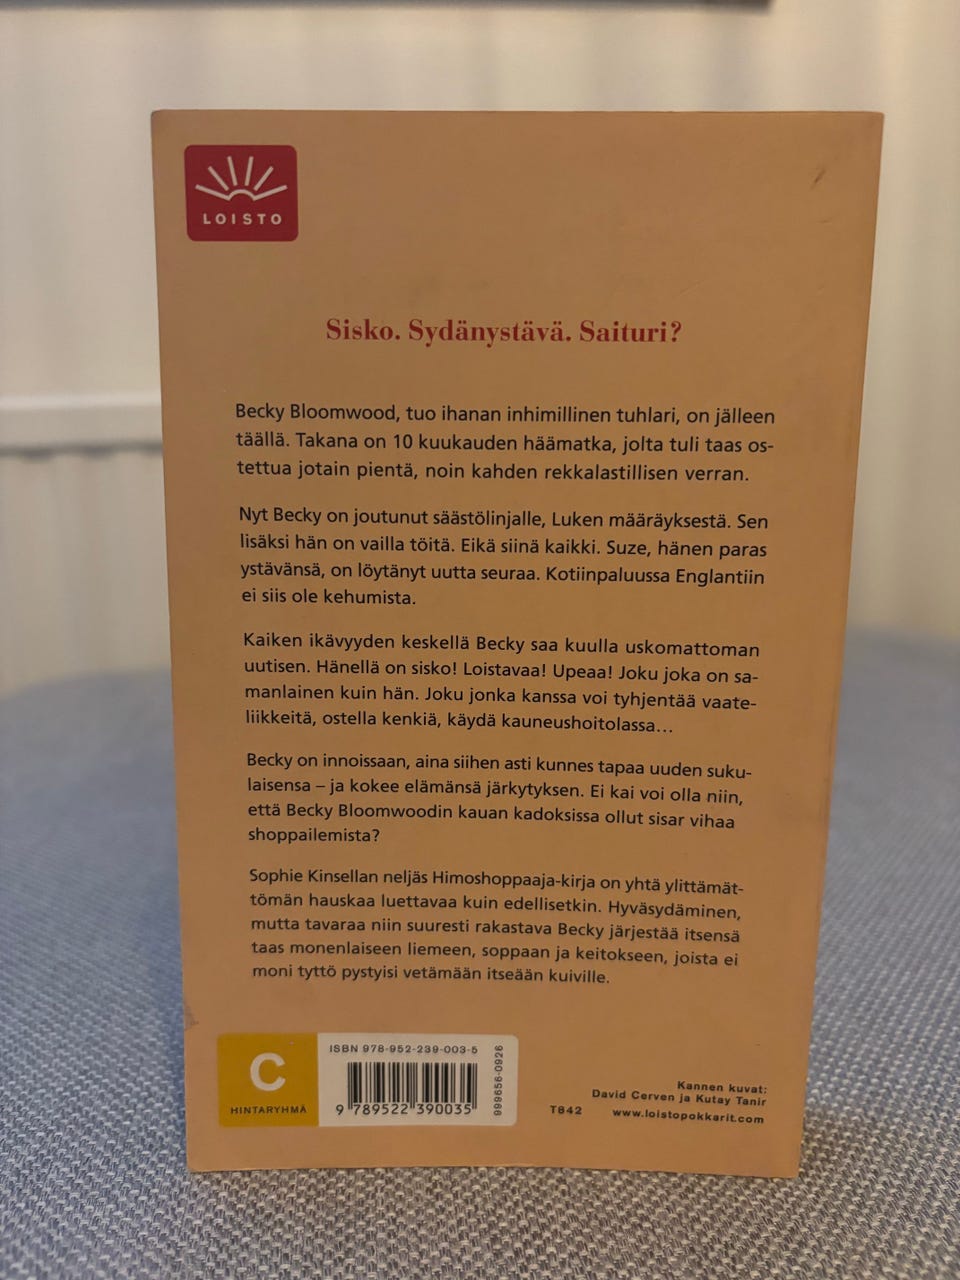 LOISTO
Sisko. Sydänystävä. Saituri?
Becky Bloomwood, tuo ihanan inhimillinen tuhlari, on jälleen
täällä. Takana on 10 kuukauden häämatka, jolta tuli taas os-
tettua jotain pientä, noin kahden rekkalastillisen verran.
Nyt Becky on joutunut säästölinjalle, Luken määräyksestä. Sen
lisäksi hän on vailla töitä. Eikä siinä kaikki. Suze, hänen paras
ystävänsä, on löytänyt uutta seuraa. Kotiinpaluussa Englantiin
ei siis ole kehumista.
Kaiken ikävyyden keskellä Becky saa kuulla uskomattoman
uutisen. Hänellä on sisko! Loistavaa! Upeaa! Joku joka on sa-
manlainen kuin hän. Joku jonka kanssa voi tyhjentää vaate-
liikkeitä, ostella kenkiä, käydä kauneushoitolassa...
Becky on innoissaan, aina siihen asti kunnes tapaa uuden suku-
laisensa – ja kokee elämänsä järkytyksen. Ei kai voi olla niin,
että Becky Bloomwoodin kauan kadoksissa ollut sisar vihaa
shoppailemista?
Sophie Kinsellan neljäs Himoshoppaaja-kirja on yhtä ylittämät-
tömän hauskaa luettavaa kuin edellisetkin. Hyväsydäminen,
mutta tavaraa niin suuresti rakastava Becky järjestää itsensä
taas monenlaiseen liemeen, soppaan ja keitokseen, joista ei
moni tyttö pystyisi vetämään itseään kuiville.
C
HINTARYHMÄ
ISBN 978-952-239-003-5
9 789522 390035
999656-0926
T842
Kannen kuvat:
David Cerven ja Kutay Tanir
www.loistopokkarit.com